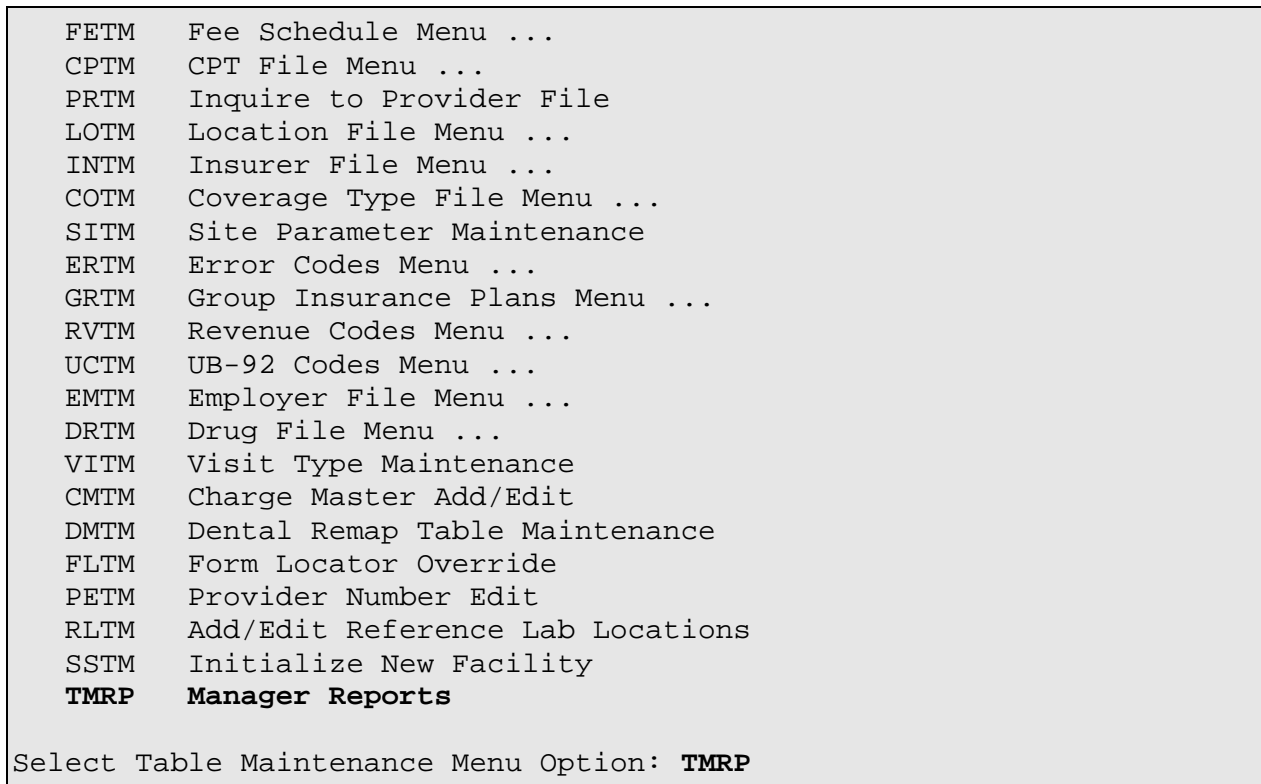 FETM   Fee Schedule Menu ...
CPTM   CPT File Menu ...
PRTM   Inquire to Provider File
LOTM   Location File Menu ...
INTM   Insurer File Menu ...
COTM   Coverage Type File Menu ...
SITM   Site Parameter Maintenance
ERTM   Error Codes Menu ...
GRTM   Group Insurance Plans Menu ...
RVTM   Revenue Codes Menu ...
UCTM   UB-92 Codes Menu ...
EMTM   Employer File Menu ...
DRTM   Drug File Menu ...
VITM   Visit Type Maintenance
CMTM   Charge Master Add/Edit
DMTM   Dental Remap Table Maintenance
FLTM   Form Locator Override
PETM   Provider Number Edit
RLTM   Add/Edit Reference Lab Locations
SSTM   Initialize New Facility
TMRP   Manager Reports
Select Table Maintenance Menu Option: TMRP